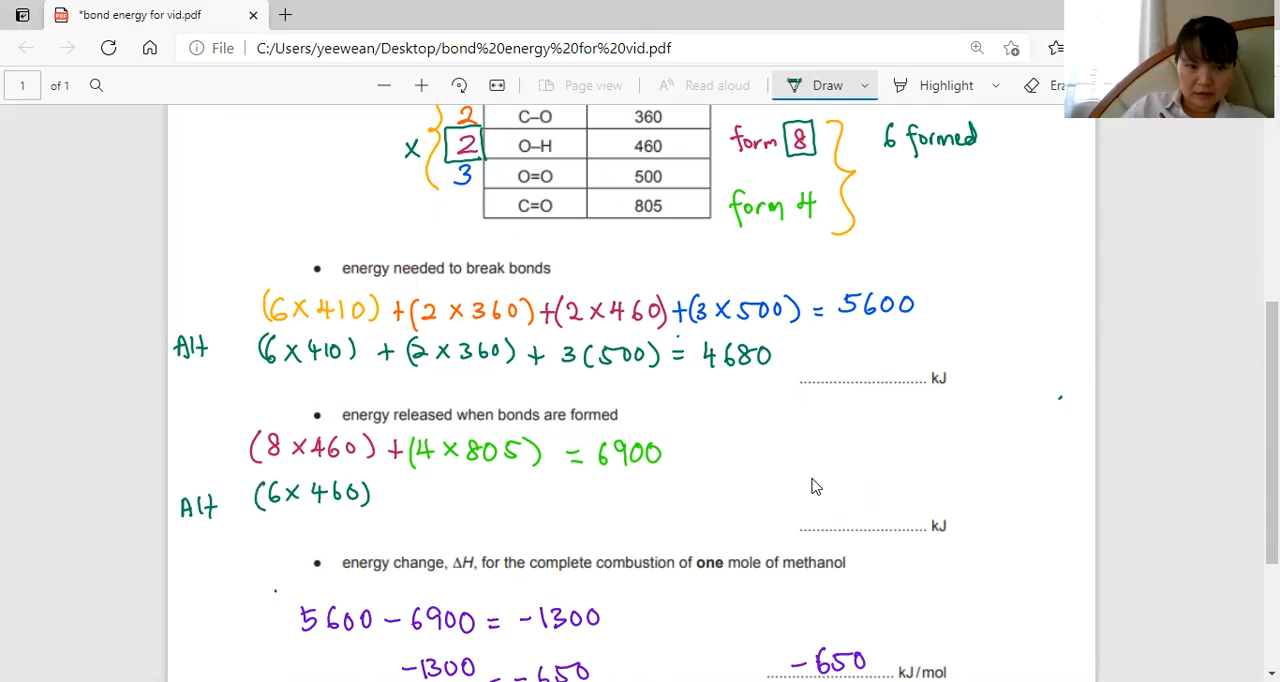 *bond energy for vid.pdf
File C:/Users/yeewean/Desktop/bond%20energy%20for%20vid.pdf
1 of 1 Page view Read aloud Draw Highlight Era
2 C–O 360
x 2 O–H 460 form 8 6 formed
3 O=O 500
C=O 805 form 4
• energy needed to break bonds
(6 x 410) + (2 x 360) + (2 x 460) + (3 x 500) = 5600
Alt (6 x 410) + (2 x 360) + 3 (500) = 4680
.............................. kJ
• energy released when bonds are formed
(8 x 460) + (4 x 805) = 6900
Alt (6 x 460)
.............................. kJ
• energy change, ΔH, for the complete combustion of one mole of methanol
5600 – 6900 = –1300
–1300 = –650 –650 kJ/mol